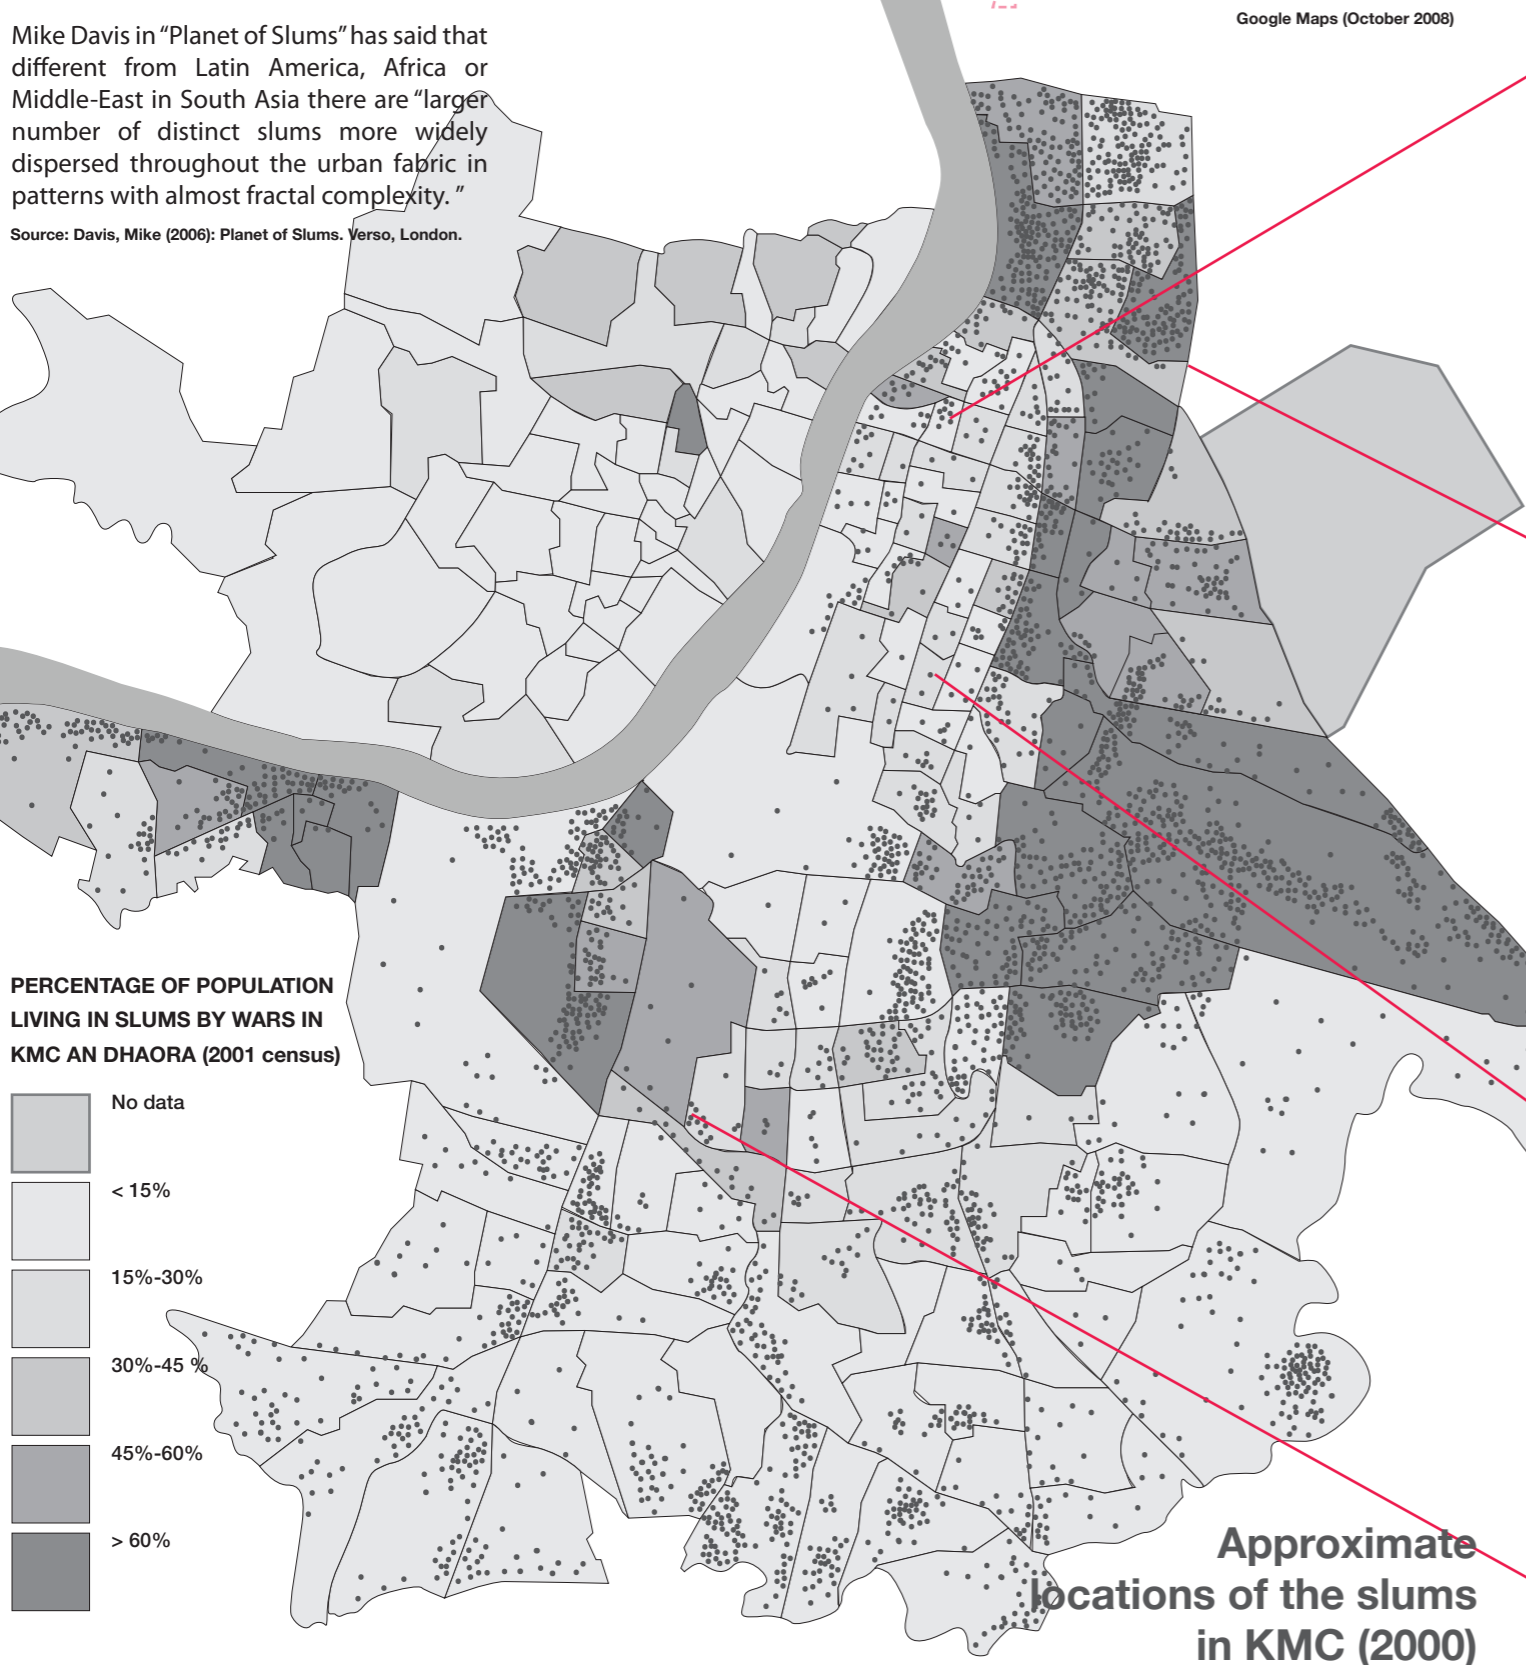 Google Maps (October 2008)
Mike Davis in “Planet of Slums” has said that
different from Latin America, Africa or
Middle-East in South Asia there are “larger
number of distinct slums more widely
dispersed throughout the urban fabric in
patterns with almost fractal complexity. ”
Source: Davis, Mike (2006): Planet of Slums. Verso, London.
PERCENTAGE OF POPULATION
LIVING IN SLUMS BY WARS IN
KMC AN DHAORA (2001 census)
No data
< 15%
15%-30%
30%-45 %
45%-60%
> 60%
Approximate
locations of the slums
in KMC (2000)